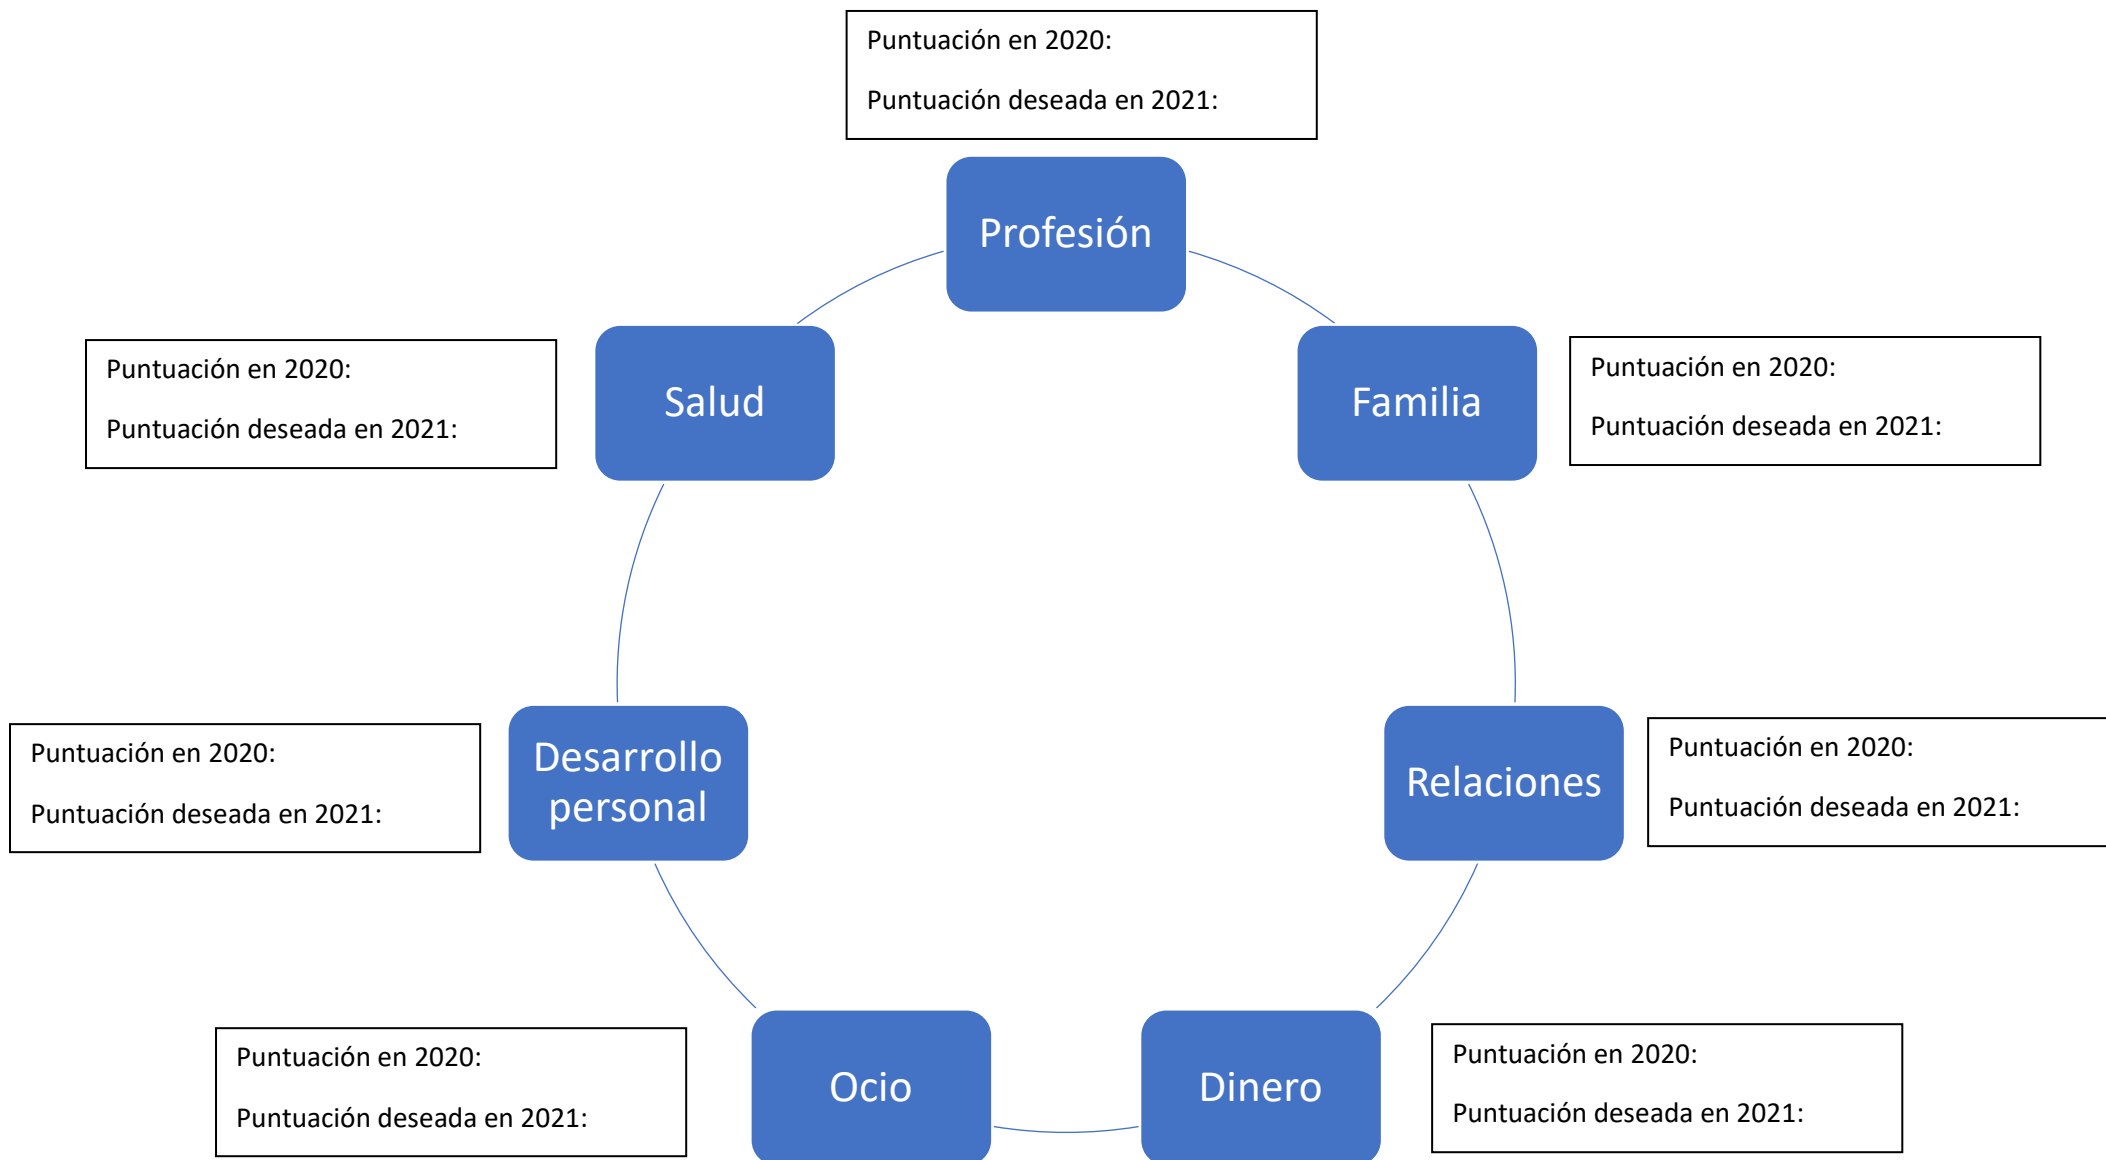 Puntuación en 2020:
Puntuación deseada en 2021:
Profesión
Puntuación en 2020:
Puntuación deseada en 2021:
Salud
Familia
Puntuación en 2020:
Puntuación deseada en 2021:
Puntuación en 2020:
Puntuación deseada en 2021:
Desarrollo
personal
Relaciones
Puntuación en 2020:
Puntuación deseada en 2021:
Puntuación en 2020:
Puntuación deseada en 2021:
Ocio
Dinero
Puntuación en 2020:
Puntuación deseada en 2021: